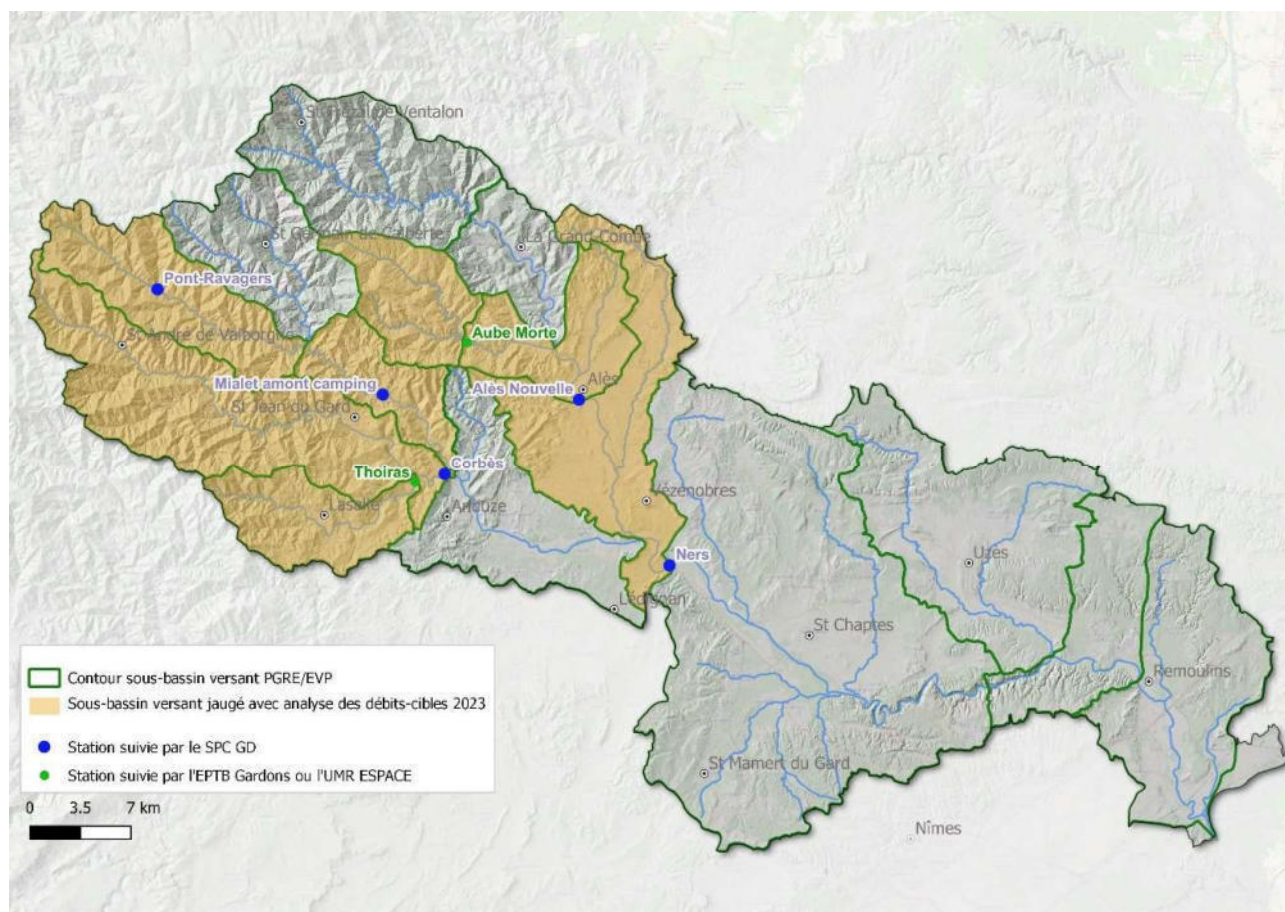 St Frézal de Ventalon
St Germain de Calberte
La Grand-Combe
Pont-Ravagers
Aube Morte
St André de Valborgne
Mialet amont camping
Alès Nouvelle
Alès
St Jean du Gard
Corbès
Thoiras
Lasalle
Anduze
Vézenobres
Ners
Uzès
Lédignan
St Chaptes
Remoulins
St Mamert du Gard
Nîmes
Contour sous-bassin versant PGRE/EVP
Sous-bassin versant jaugé avec analyse des débits-cibles 2023
Station suivie par le SPC GD
Station suivie par l'EPTB Gardons ou l'UMR ESPACE
0 3.5 7 km